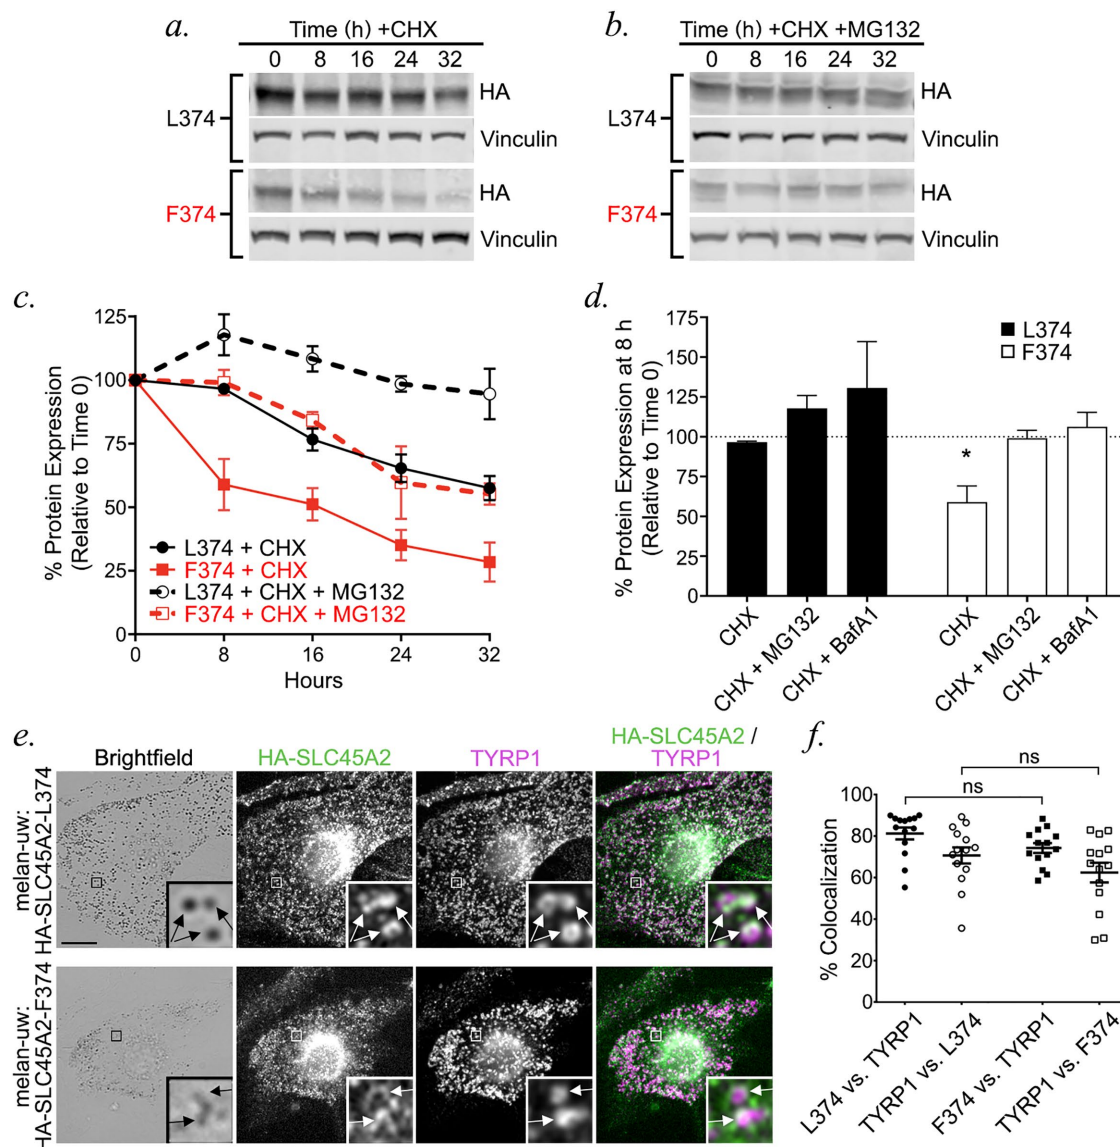 a.
Time (h) +CHX
0 8 16 24 32
L374
HA
Vinculin
F374
HA
Vinculin
b.
Time (h) +CHX +MG132
0 8 16 24 32
L374
HA
Vinculin
F374
HA
Vinculin
c.
% Protein Expression
(Relative to Time 0)
125
100
75
50
25
0
L374 + CHX
F374 + CHX
L374 + CHX + MG132
F374 + CHX + MG132
0 8 16 24 32
Hours
d.
% Protein Expression at 8 h
(Relative to Time 0)
175
150
125
100
75
50
25
0
L374
F374
*
CHX
CHX + MG132
CHX + BafA1
CHX
CHX + MG132
CHX + BafA1
e.
Brightfield
HA-SLC45A2
TYRP1
HA-SLC45A2 /
TYRP1
melan-uw:
HA-SLC45A2-L374
melan-uw:
HA-SLC45A2-F374
f.
ns
ns
% Colocalization
100
80
60
40
20
0
L374 vs. TYRP1
TYRP1 vs. L374
F374 vs. TYRP1
TYRP1 vs. F374